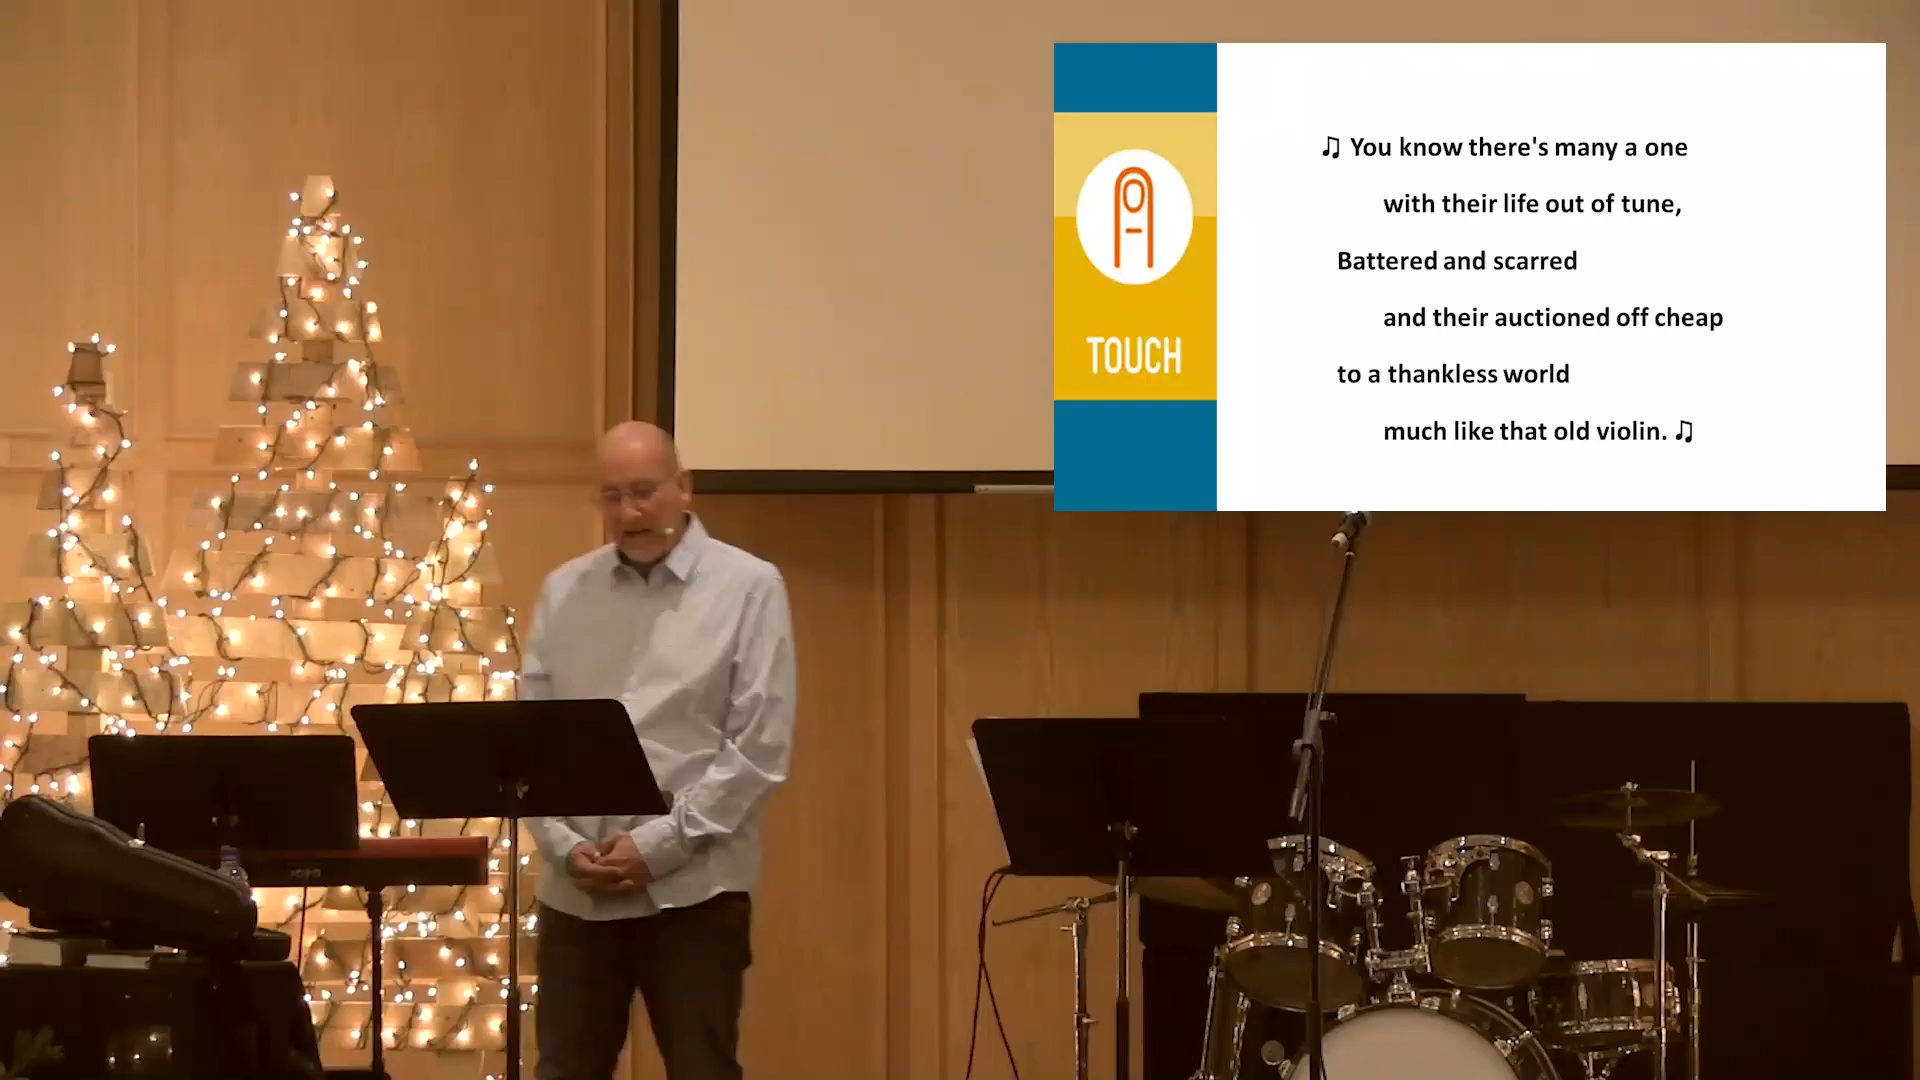 ♫ You know there's many a one
with their life out of tune,
Battered and scarred
and their auctioned off cheap
to a thankless world
much like that old violin. ♫
TOUCH